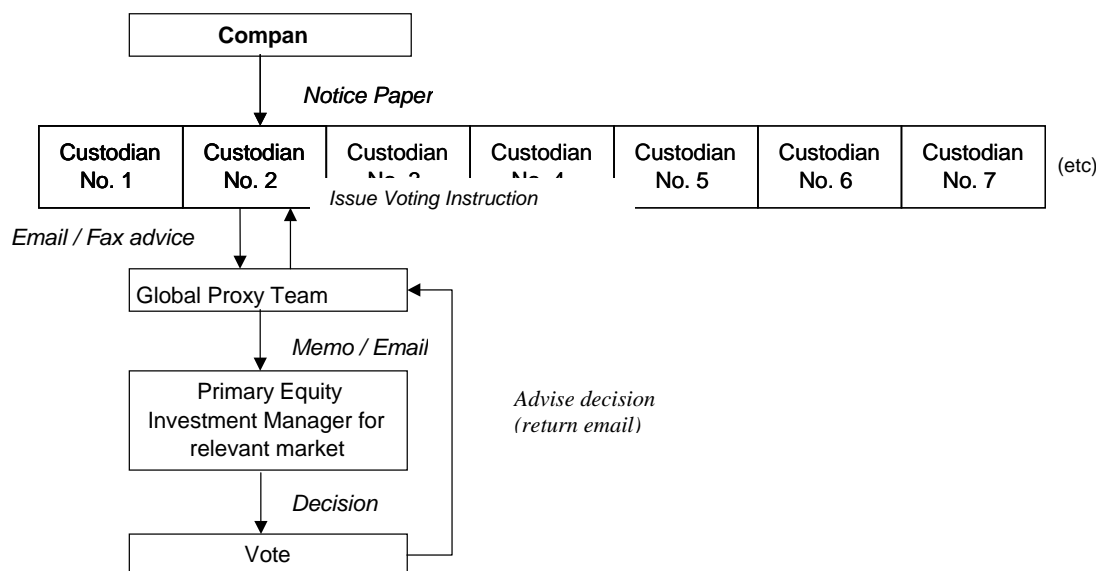 Compan
Notice Paper
Custodian No. 1
Custodian No. 2
Custodian
Custodian
Custodian No. 5
Custodian No. 6
Custodian No. 7
(etc)
Issue Voting Instruction
Email / Fax advice
Global Proxy Team
Memo / Email
Primary Equity
Investment Manager for
relevant market
Advise decision
(return email)
Decision
Vote